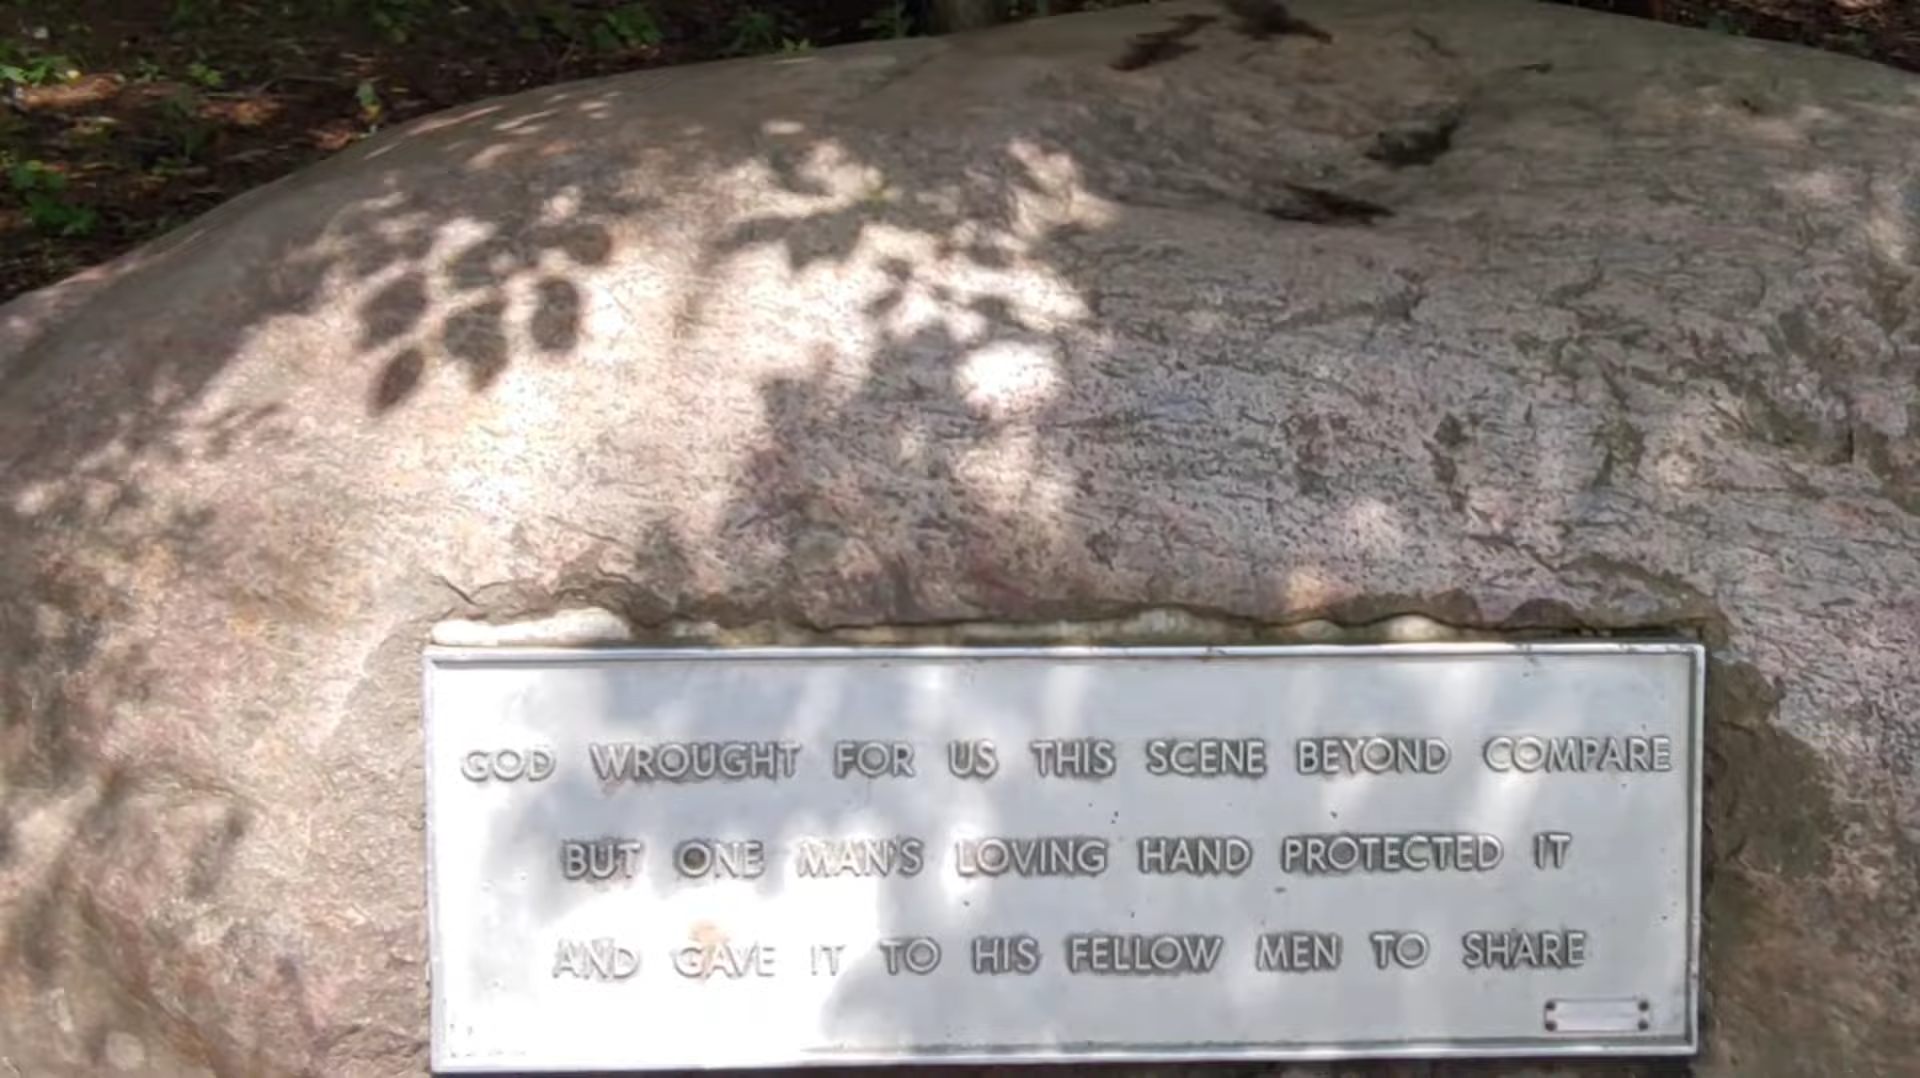 GOD WROUGHT FOR US THIS SCENE BEYOND COMPARE
BUT ONE MAN'S LOVING HAND PROTECTED IT
AND GAVE IT TO HIS FELLOW MEN TO SHARE